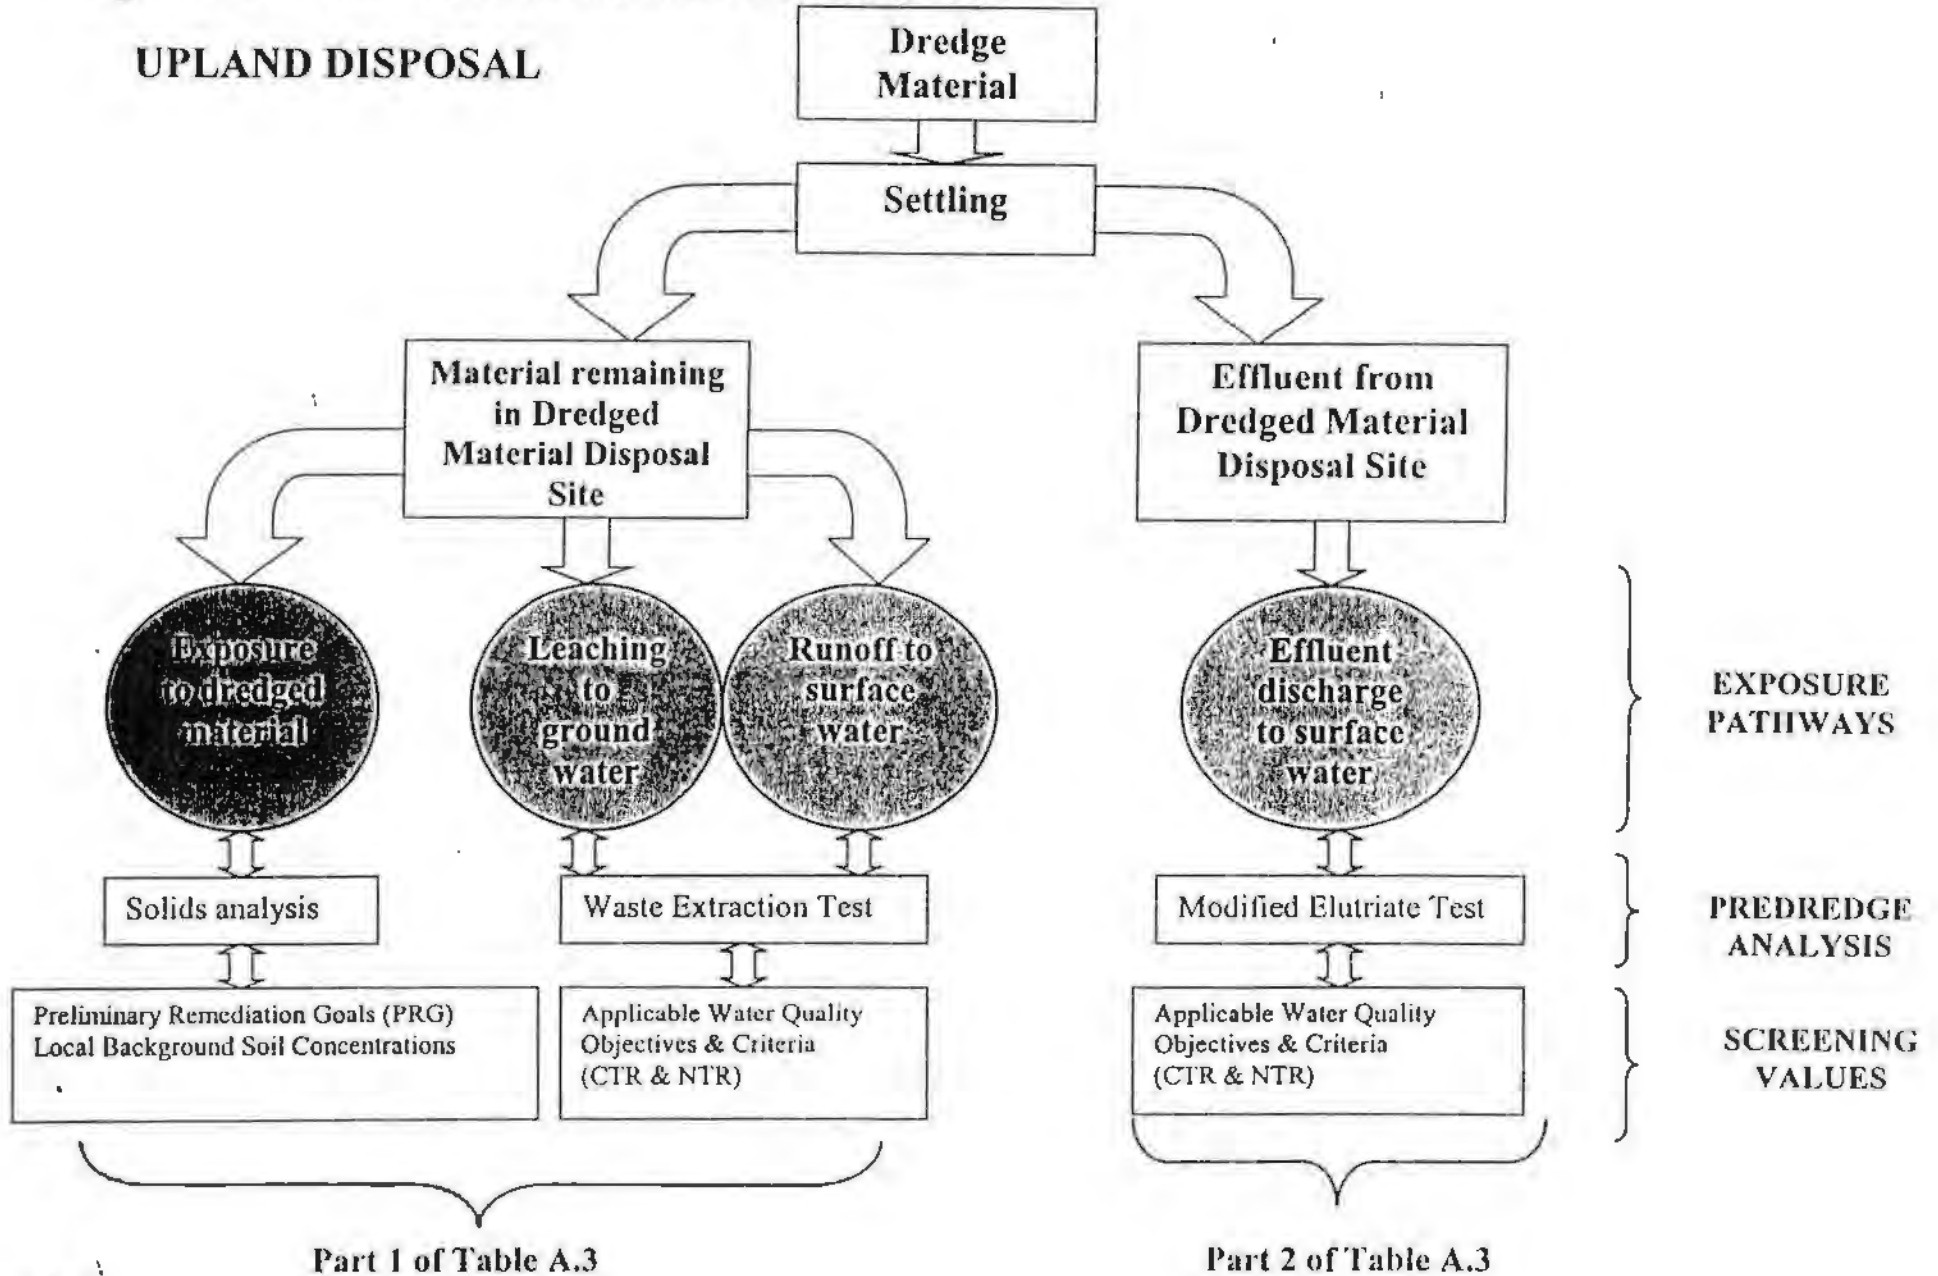 UPLAND DISPOSAL
Dredge
Material
Settling
Material remaining
in Dredged
Material Disposal
Site
Effluent from
Dredged Material
Disposal Site
Exposure
to dredged
material
Leaching
to
ground
water
Runoff to
surface
water
Effluent
discharge
to surface
water
EXPOSURE
PATHWAYS
Solids analysis
Waste Extraction Test
Modified Elutriate Test
PREDREDGE
ANALYSIS
Preliminary Remediation Goals (PRG)
Local Background Soil Concentrations
Applicable Water Quality
Objectives & Criteria
(CTR & NTR)
Applicable Water Quality
Objectives & Criteria
(CTR & NTR)
SCREENING
VALUES
Part 1 of Table A.3
Part 2 of Table A.3